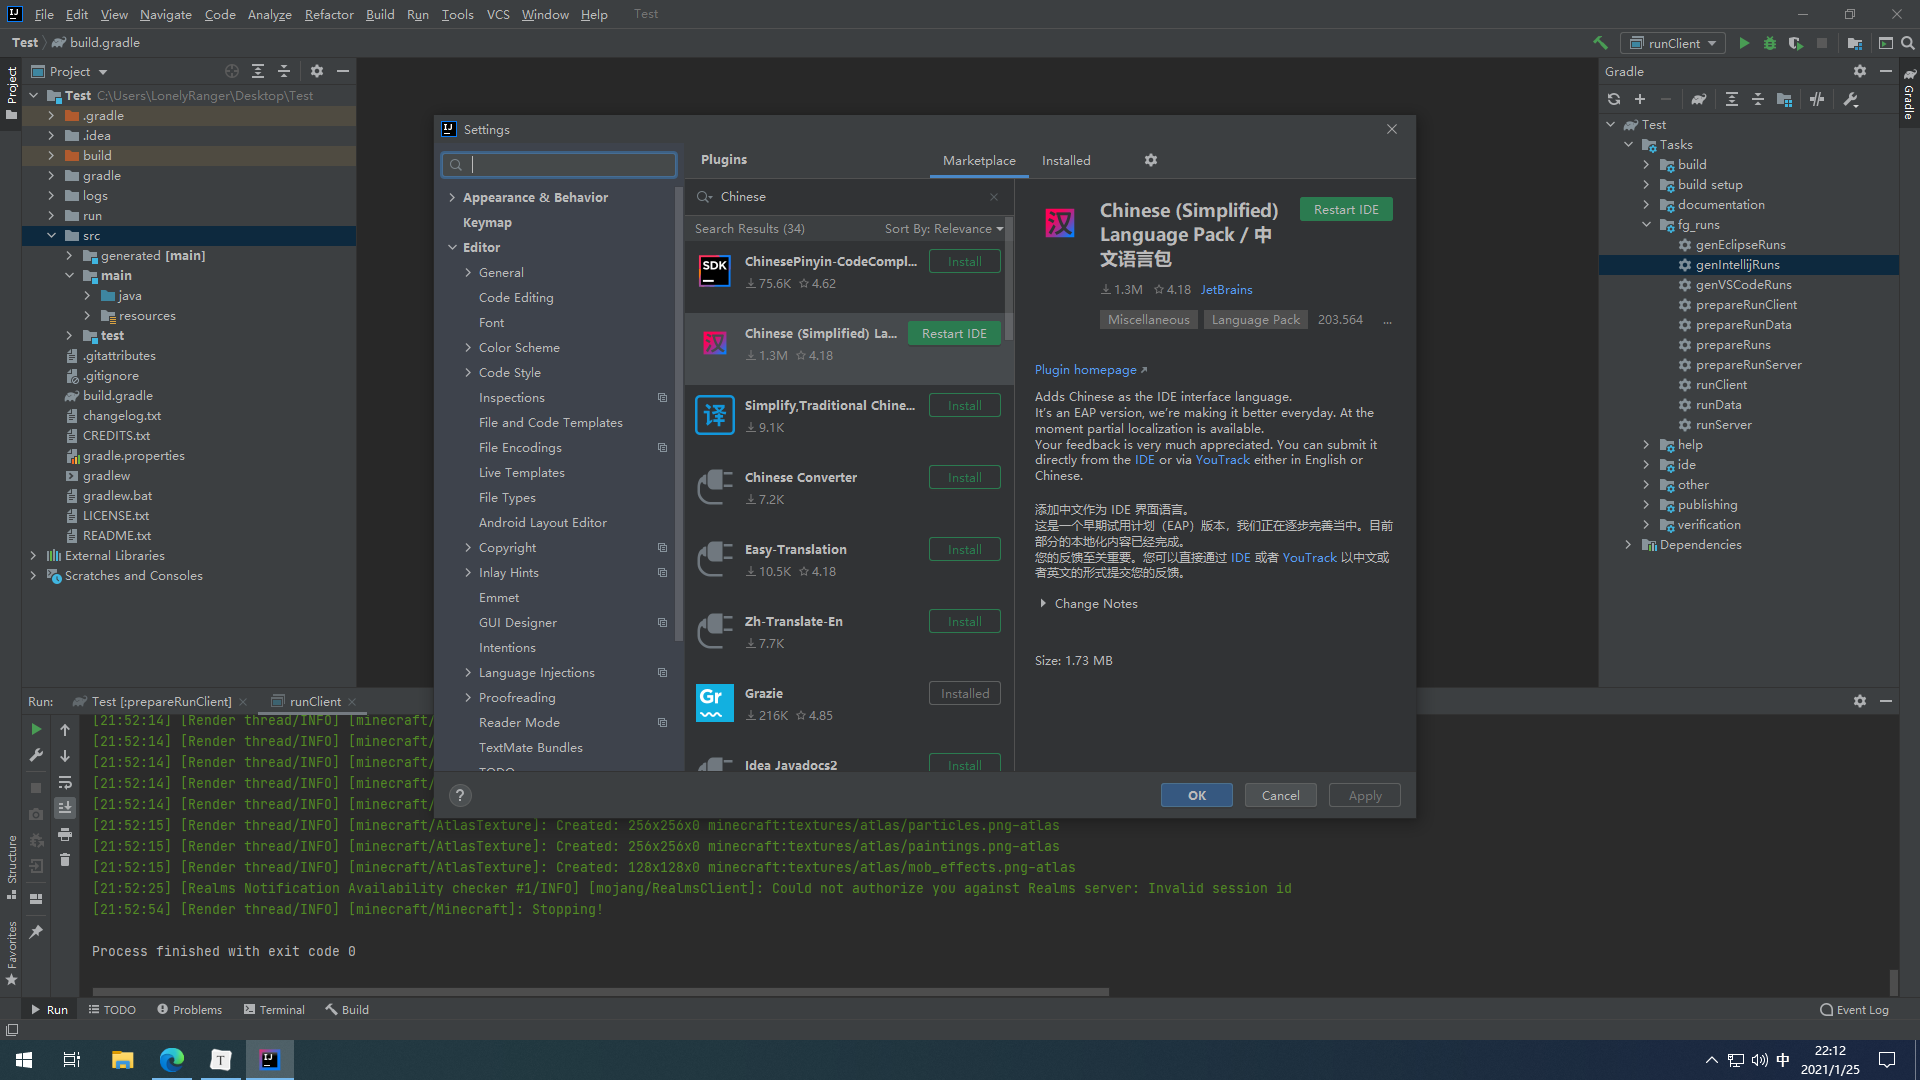 File Edit View Navigate Code Analyze Refactor Build Run Tools VCS Window Help Test
Test build.gradle
runClient
Project
Project
Test C:\Users\LonelyRanger\Desktop\Test
.gradle
.idea
build
gradle
logs
run
src
generated [main]
main
java
resources
test
.gitattributes
.gitignore
build.gradle
changelog.txt
CREDITS.txt
gradle.properties
gradlew
gradlew.bat
LICENSE.txt
README.txt
External Libraries
Scratches and Consoles
Settings
Appearance & Behavior
Keymap
Editor
General
Code Editing
Font
Color Scheme
Code Style
Inspections
File and Code Templates
File Encodings
Live Templates
File Types
Android Layout Editor
Copyright
Inlay Hints
Emmet
GUI Designer
Intentions
Language Injections
Proofreading
Reader Mode
TextMate Bundles
TODO
Plugins
Marketplace Installed
Chinese
Search Results (34) Sort By: Relevance
SDK
ChinesePinyin-CodeCompl... Install
75.6K 4.62
汉
Chinese (Simplified) La... Restart IDE
1.3M 4.18
译
Simplify,Traditional Chine... Install
9.1K
Chinese Converter Install
7.2K
Easy-Translation Install
10.5K 4.18
Zh-Translate-En Install
7.7K
Gr
Grazie Installed
216K 4.85
Idea Javadocs2 Install
汉
Chinese (Simplified)
Language Pack / 中
文语言包
Restart IDE
1.3M 4.18 JetBrains
Miscellaneous Language Pack 203.564 ...
Plugin homepage
Adds Chinese as the IDE interface language.
It's an EAP version, we're making it better everyday. At the
moment partial localization is available.
Your feedback is very much appreciated. You can submit it
directly from the IDE or via YouTrack either in English or
Chinese.
添加中文作为 IDE 界面语言。
这是一个早期试用计划（EAP）版本，我们正在逐步完善当中。目前
部分的本地化内容已经完成。
您的反馈至关重要。您可以直接通过 IDE 或者 YouTrack 以中文或
者英文的形式提交您的反馈。
Change Notes
Size: 1.73 MB
? OK Cancel Apply
Gradle
Gradle
Test
Tasks
build
build setup
documentation
fg_runs
genEclipseRuns
genIntellijRuns
genVSCodeRuns
prepareRunClient
prepareRunData
prepareRuns
prepareRunServer
runClient
runData
runServer
help
ide
other
publishing
verification
Dependencies
Run: Test [:prepareRunClient] runClient
[21:52:14] [Render thread/INFO] [minecraft/
[21:52:14] [Render thread/INFO] [minecraft/
[21:52:14] [Render thread/INFO] [minecraft/
[21:52:14] [Render thread/INFO] [minecraft/
[21:52:14] [Render thread/INFO] [minecraft/
[21:52:15] [Render thread/INFO] [minecraft/AtlasTexture]: Created: 256x256x0 minecraft:textures/atlas/particles.png-atlas
[21:52:15] [Render thread/INFO] [minecraft/AtlasTexture]: Created: 256x256x0 minecraft:textures/atlas/paintings.png-atlas
[21:52:15] [Render thread/INFO] [minecraft/AtlasTexture]: Created: 128x128x0 minecraft:textures/atlas/mob_effects.png-atlas
[21:52:25] [Realms Notification Availability checker #1/INFO] [mojang/RealmsClient]: Could not authorize you against Realms server: Invalid session id
[21:52:54] [Render thread/INFO] [minecraft/Minecraft]: Stopping!
Process finished with exit code 0
Structure
Favorites
Run TODO Problems Terminal Build Event Log
中
22:12
2021/1/25